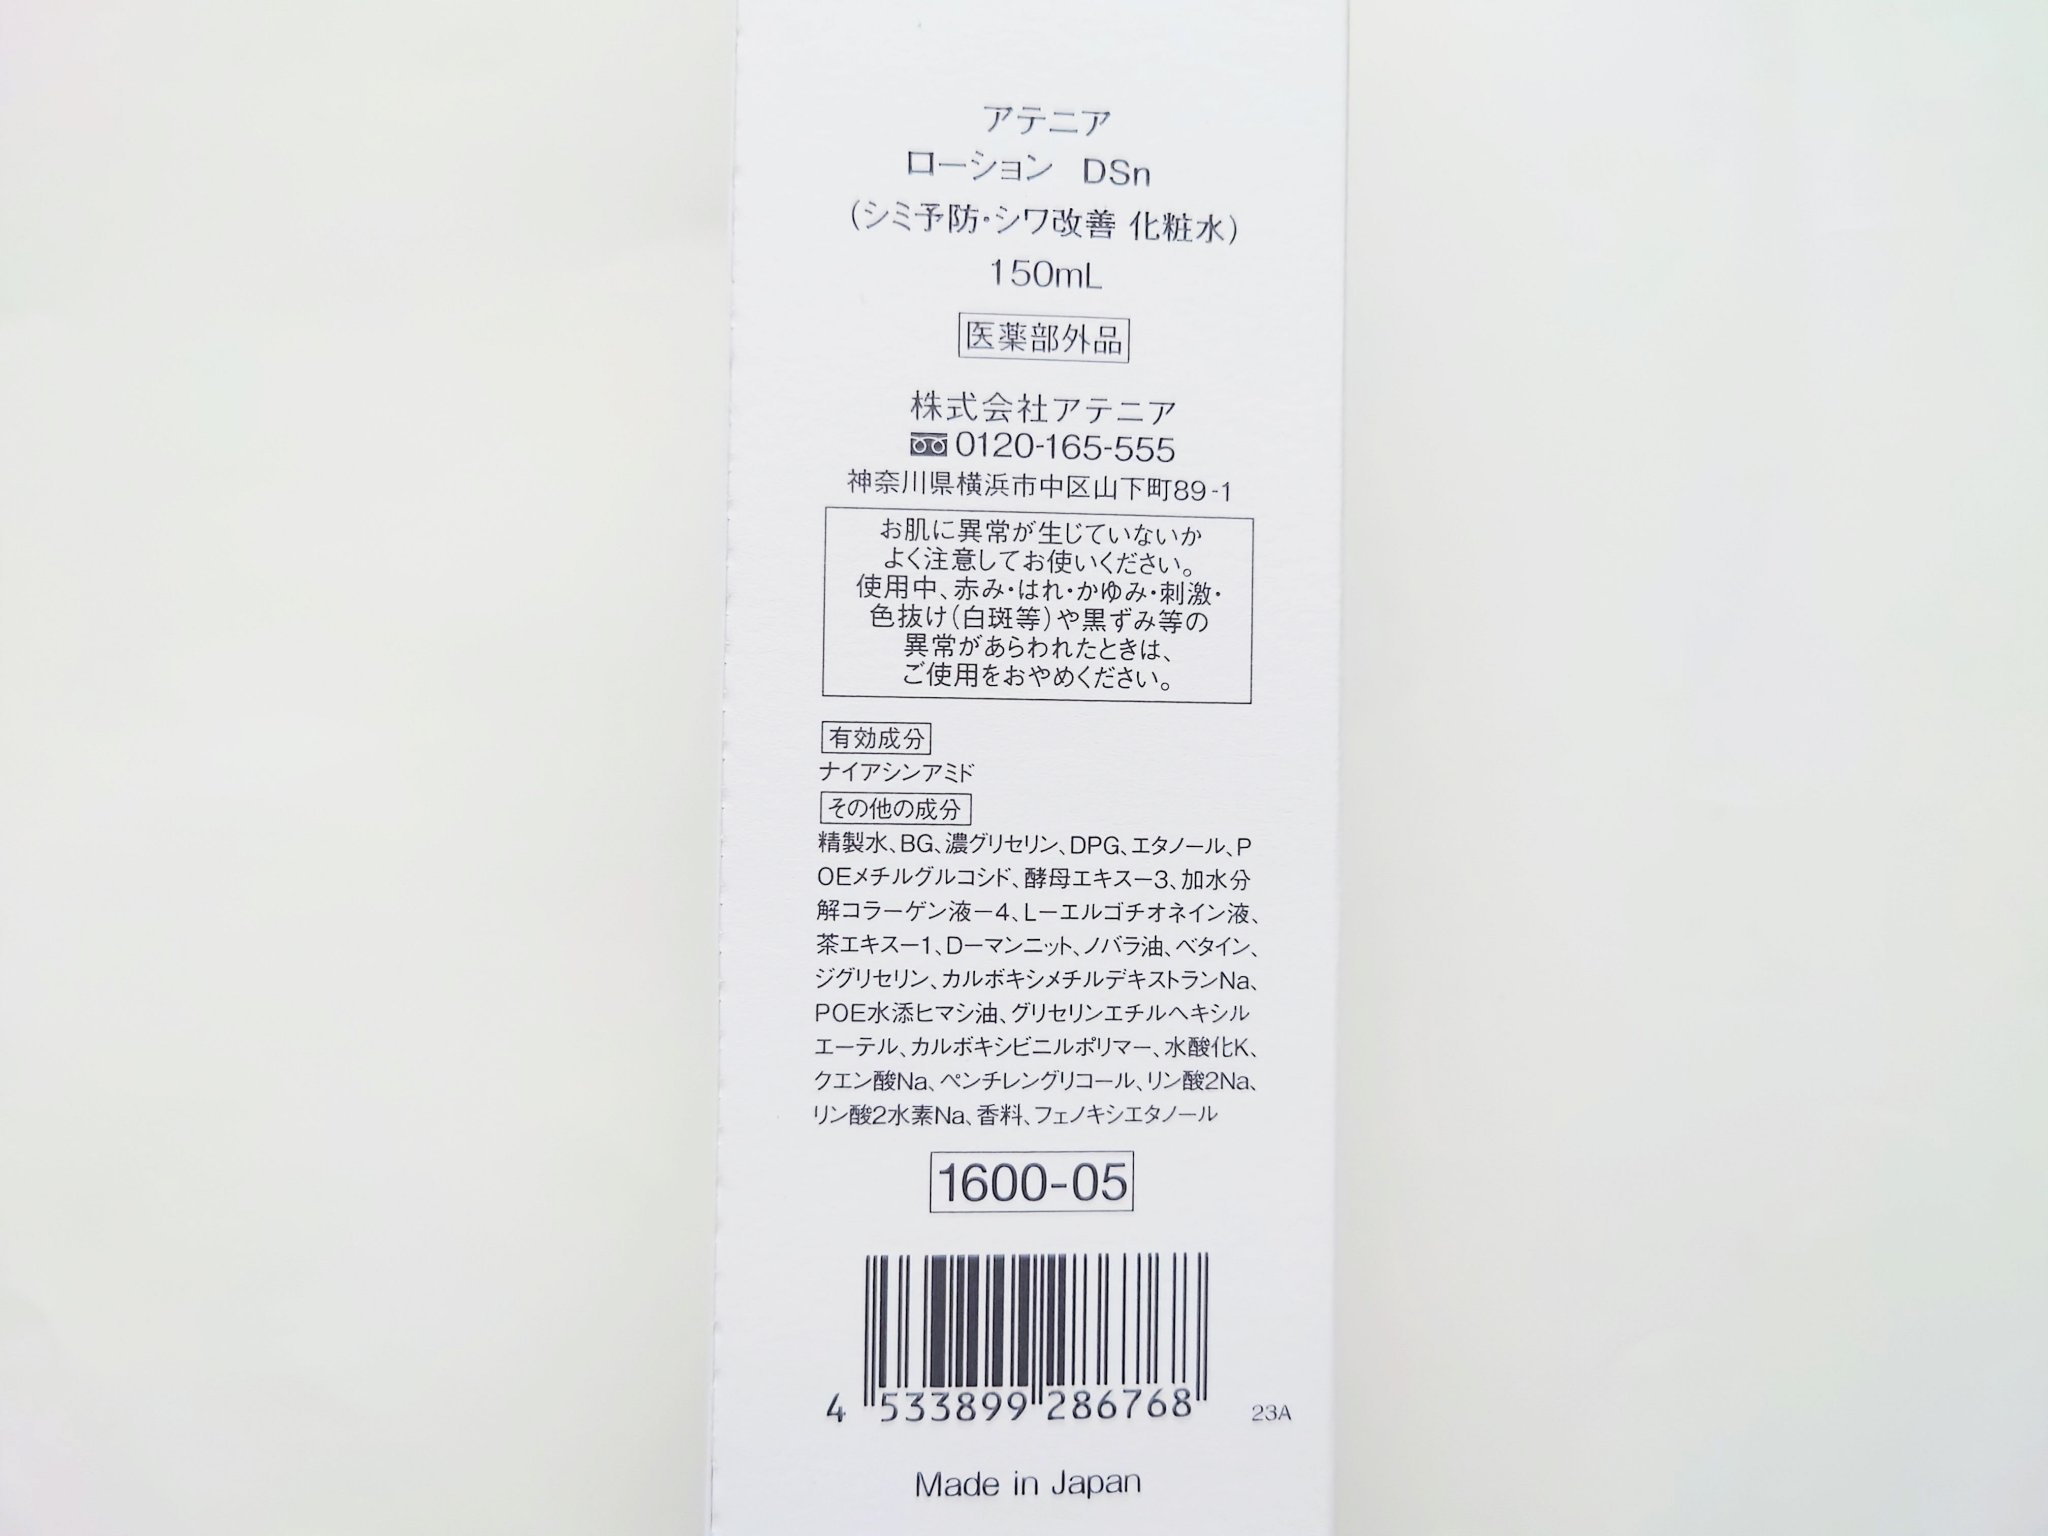 アテニア
ローション DSn
(シミ予防・シワ改善 化粧水)
150mL
医薬部外品
株式会社アテニア
0120-165-555
神奈川県横浜市中区山下町89-1
お肌に異常が生じていないか
よく注意してお使いください。
使用中、赤み・はれ・かゆみ・刺激・
色抜け(白斑等)や黒ずみ等の
異常があらわれたときは、
ご使用をおやめください。
有効成分
ナイアシンアミド
その他の成分
精製水、BG、濃グリセリン、DPG、エタノール、P
OEメチルグルコシド、酵母エキスー3、加水分
解コラーゲン液ー4、Lーエルゴチオネイン液、
茶エキスー1、Dーマンニット、ノバラ油、ベタイン、
ジグリセリン、カルボキシメチルデキストランNa、
POE水添ヒマシ油、グリセリンエチルヘキシル
エーテル、カルボキシビニルポリマー、水酸化K、
クエン酸Na、ペンチレングリコール、リン酸2Na、
リン酸2水素Na、香料、フェノキシエタノール
1600-05
4 533899 286768
23A
Made in Japan